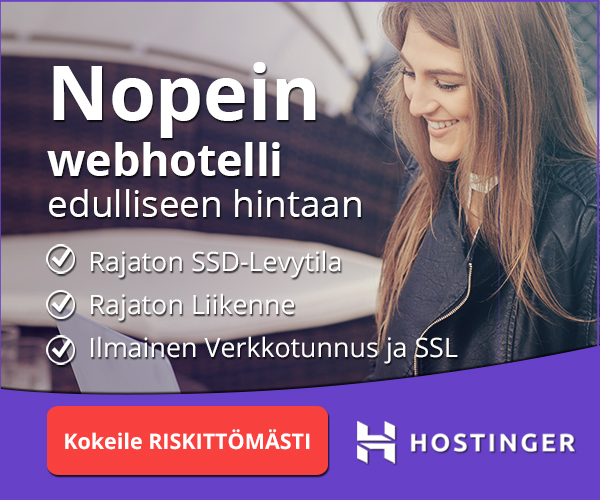 Nopein
webhotelli
edulliseen hintaan
Rajaton SSD-Levytila
Rajaton Liikenne
Ilmainen Verkkotunnus ja SSL
Kokeile RISKITTÖMÄSTI
HOSTINGER